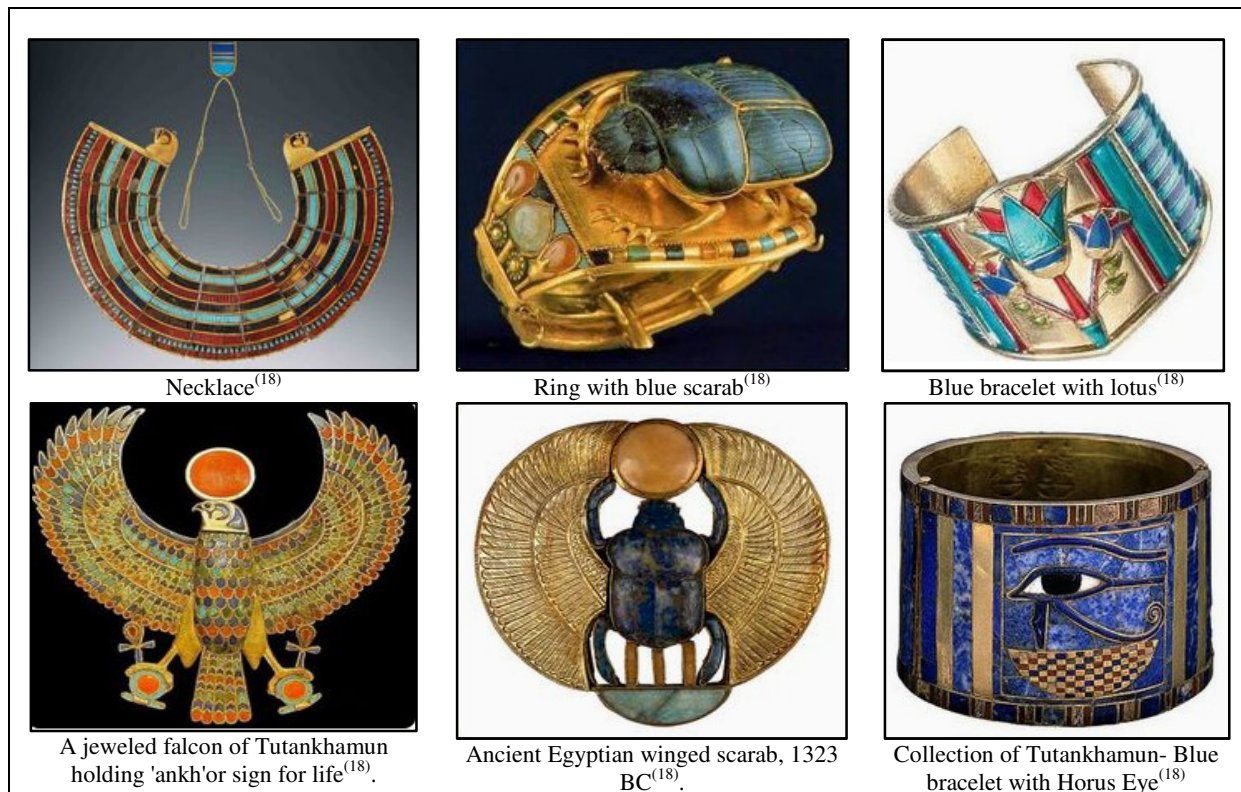 Necklace(18)
Ring with blue scarab(18)
Blue bracelet with lotus(18)
A jeweled falcon of Tutankhamun
holding 'ankh'or sign for life(18).
Ancient Egyptian winged scarab, 1323
BC(18).
Collection of Tutankhamun- Blue
bracelet with Horus Eye(18)